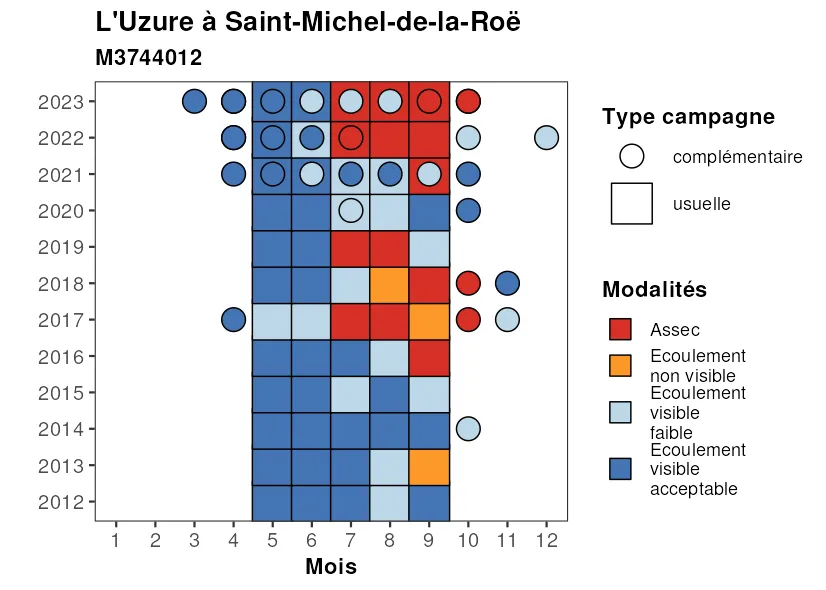 L'Uzure à Saint-Michel-de-la-Roë
M3744012
2023
2022
2021
2020
2019
2018
2017
2016
2015
2014
2013
2012
1 2 3 4 5 6 7 8 9 10 11 12
Mois
Type campagne
complémentaire
usuelle
Modalités
Assec
Ecoulement
non visible
Ecoulement
visible
faible
Ecoulement
visible
acceptable